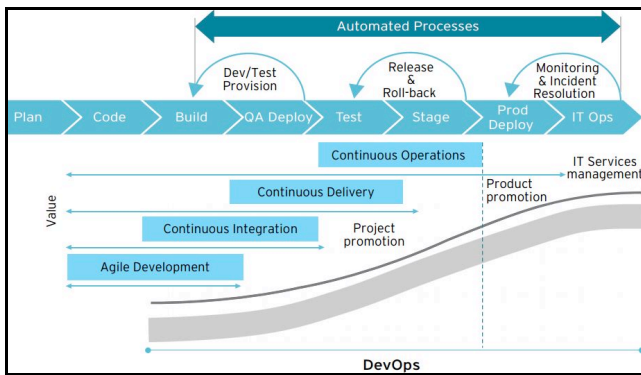 Automated Processes
Dev/Test
Provision
Release
&
Roll-back
Monitoring
& Incident
Resolution
Plan
Code
Build
QA Deploy
Test
Stage
Prod
Deploy
IT Ops
Continuous Operations
IT Services
management
Continuous Delivery
Product
promotion
Value
Continuous Integration
Project
promotion
Agile Development
DevOps